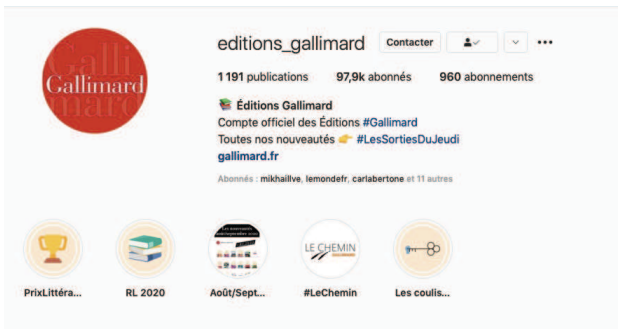 Galli
Gallimard
mard
editions_gallimard Contacter
1 191 publications 97,9k abonnés 960 abonnements
📚 Éditions Gallimard
Compte officiel des Éditions #Gallimard
Toutes nos nouveautés 👉 #LesSortiesDuJeudi
gallimard.fr
Abonnés : mikhaillve, lemondefr, carlabertone et 11 autres
LE CHEMIN
PrixLittéra... RL 2020 Août/Sept... #LeChemin Les coulis...